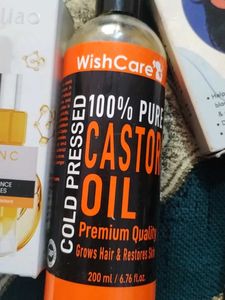 WishCare
COLD PRESSED
100% PURE
CASTOR
OIL
Premium Quality
Grows Hair & Restores Skin
200 ml / 6.76 fl.oz.